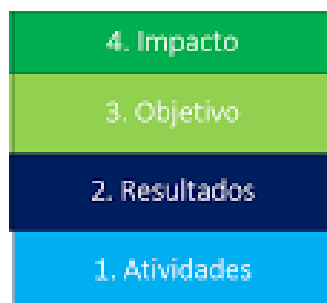 4. Impacto
3. Objetivo
2. Resultados
1. Atividades